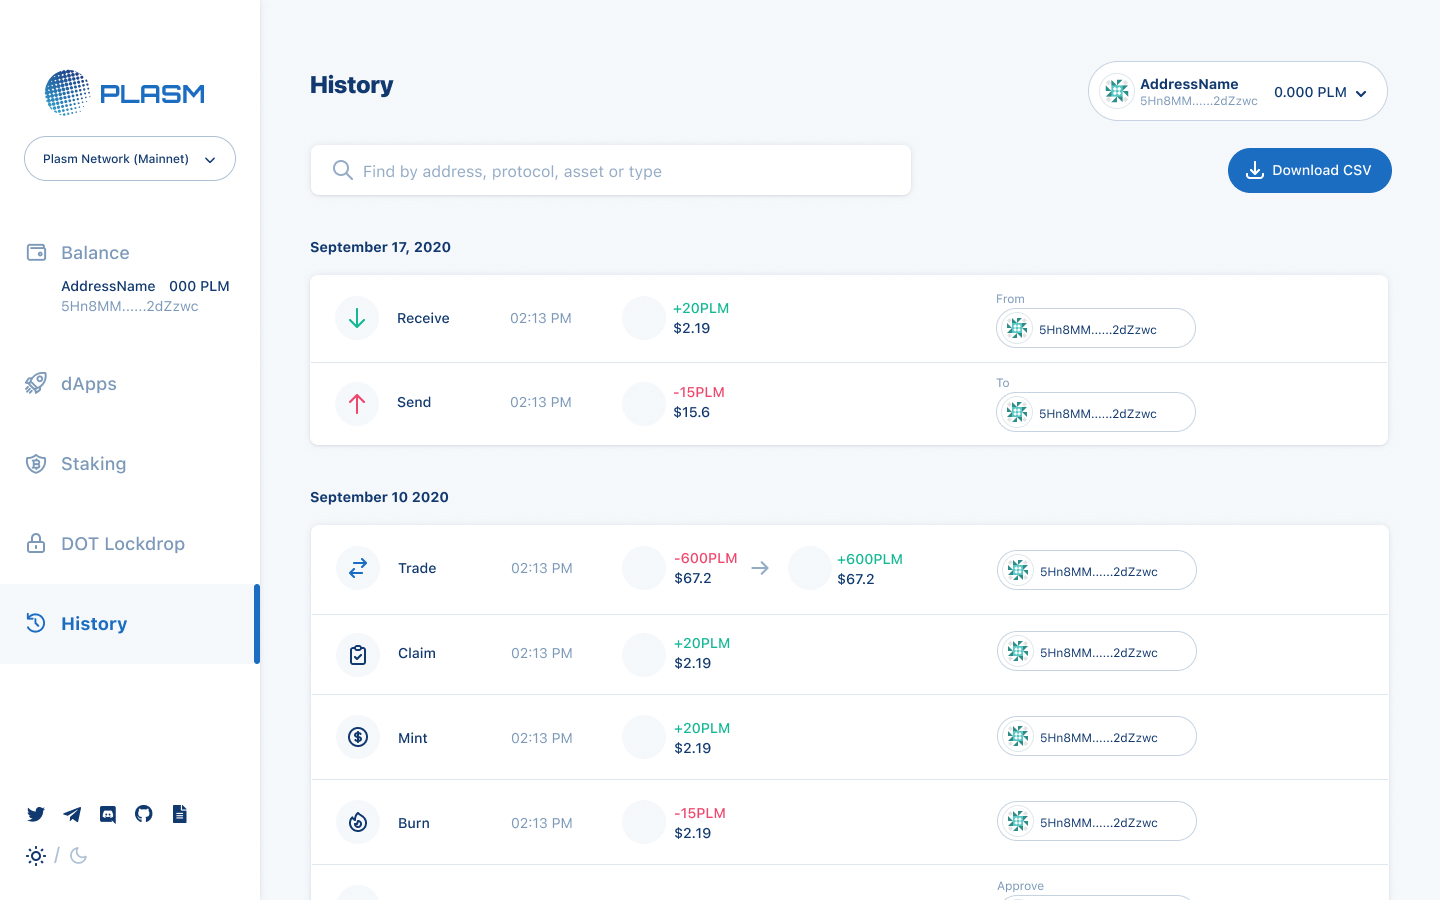 PLASM
Plasm Network (Mainnet)
Balance
AddressName 000 PLM
5Hn8MM......2dZzwc
dApps
Staking
DOT Lockdrop
History
/
History
AddressName
5Hn8MM......2dZzwc
0.000 PLM
Find by address, protocol, asset or type
Download CSV
September 17, 2020
Receive
02:13 PM
+20PLM
$2.19
From
5Hn8MM......2dZzwc
Send
02:13 PM
-15PLM
$15.6
To
5Hn8MM......2dZzwc
September 10 2020
Trade
02:13 PM
-600PLM
$67.2
+600PLM
$67.2
5Hn8MM......2dZzwc
Claim
02:13 PM
+20PLM
$2.19
5Hn8MM......2dZzwc
Mint
02:13 PM
+20PLM
$2.19
5Hn8MM......2dZzwc
Burn
02:13 PM
-15PLM
$2.19
5Hn8MM......2dZzwc
Approve